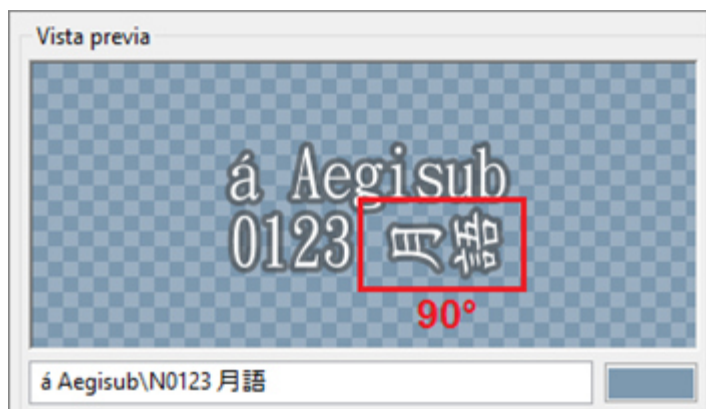 Vista previa
á Aegisub
0123 月語
90°
á Aegisub\N0123 月語